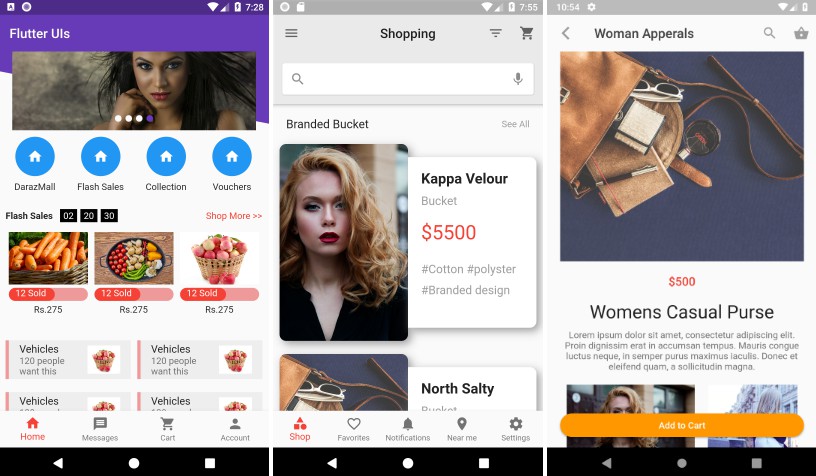 7:28
Flutter UIs
DarazMall Flash Sales Collection Vouchers
Flash Sales 02 20 30 Shop More >>
12 Sold 12 Sold 12 Sold
Rs.275 Rs.275 Rs.275
Vehicles Vehicles
120 people 120 people
want this want this
Vehicles Vehicles
Home Messages Cart Account
7:55
Shopping
Branded Bucket See All
Kappa Velour
Bucket
$5500
#Cotton #polyster
#Branded design
North Salty
Bucket
Shop Favorites Notifications Near me Settings
10:54
Woman Apperals
$500
Womens Casual Purse
Lorem ipsum dolor sit amet, consectetur adipiscing elit.
Proin dignissim erat in accumsan tempus. Mauris congue
luctus neque, in semper purus maximus iaculis. Donec et
eleifend quam, a sollicitudin magna.
Add to Cart